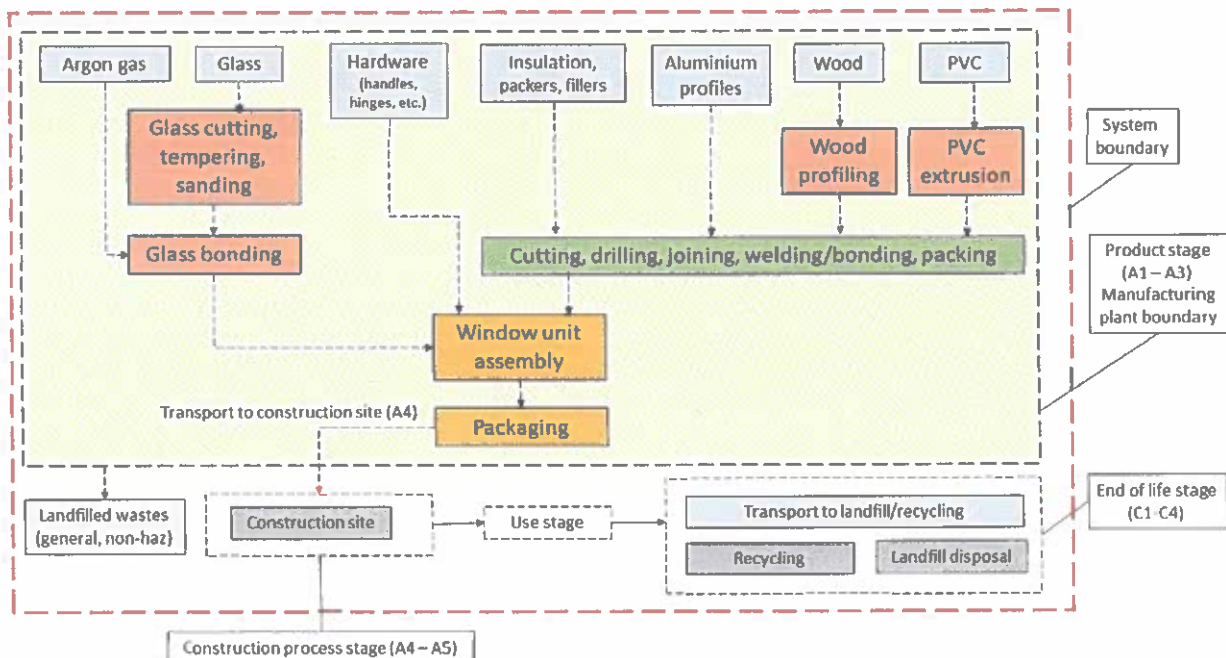 Argon gas
Glass
Hardware
(handles,
hinges, etc.)
Insulation,
packers, fillers
Aluminium
profiles
Wood
PVC
Glass cutting,
tempering,
sanding
Wood
profiling
PVC
extrusion
System
boundary
Glass bonding
Cutting, drilling, joining, welding/bonding, packing
Product stage
(A1 – A3)
Manufacturing
plant boundary
Window unit
assembly
Transport to construction site (A4)
Packaging
Landfilled wastes
(general, non-haz)
Construction site
Use stage
Transport to landfill/recycling
Recycling
Landfill disposal
End of life stage
(C1-C4)
Construction process stage (A4 – A5)